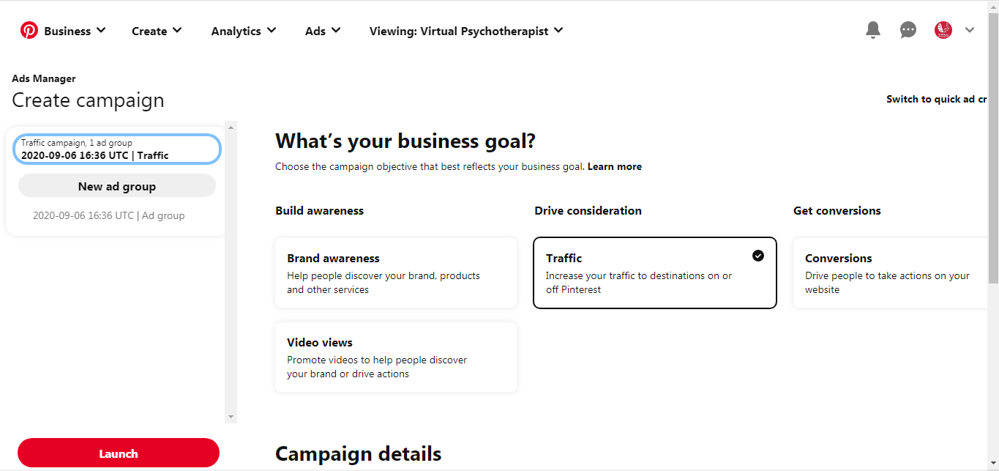 Business
Create
Analytics
Ads
Viewing: Virtual Psychotherapist
Ads Manager
Create campaign
Switch to quick ad cr
Traffic campaign, 1 ad group
2020-09-06 16:36 UTC | Traffic
New ad group
2020-09-06 16:36 UTC | Ad group
Launch
What's your business goal?
Choose the campaign objective that best reflects your business goal. Learn more
Build awareness
Brand awareness
Help people discover your brand, products
and other services
Video views
Promote videos to help people discover
your brand or drive actions
Drive consideration
Traffic
Increase your traffic to destinations on or
off Pinterest
Get conversions
Conversions
Drive people to take actions on your
website
Campaign details